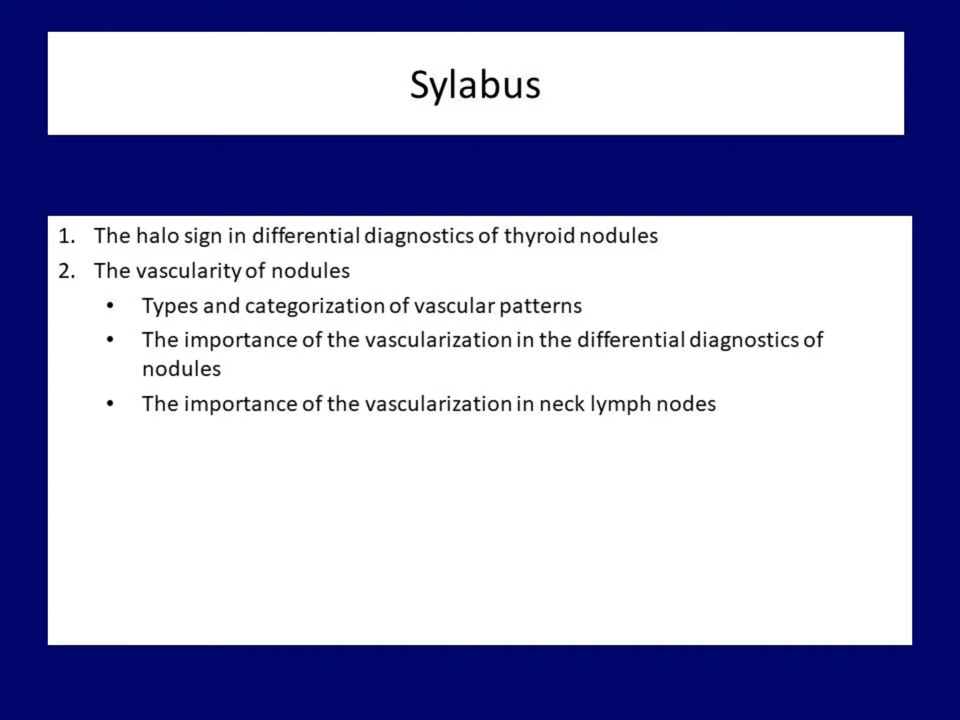 Sylabus
1. The halo sign in differential diagnostics of thyroid nodules
2. The vascularity of nodules
• Types and categorization of vascular patterns
• The importance of the vascularization in the differential diagnostics of
nodules
• The importance of the vascularization in neck lymph nodes